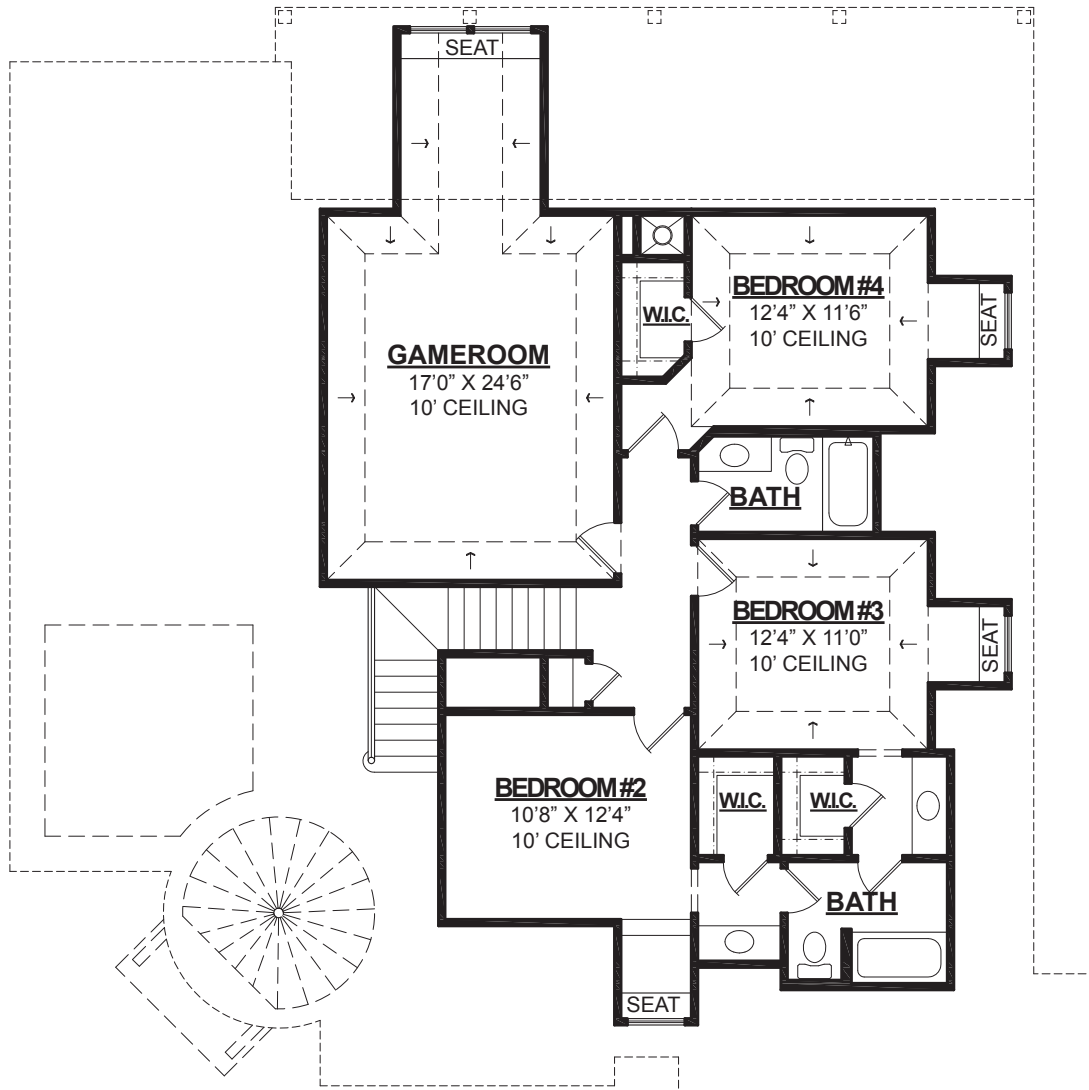 SEAT
BEDROOM #4
12'4” X 11'6”
10’ CEILING
W.I.C.
SEAT
GAMEROOM
17'0” X 24'6”
10’ CEILING
BATH
BEDROOM #3
12'4” X 11'0”
10’ CEILING
SEAT
BEDROOM #2
10'8” X 12'4”
10’ CEILING
W.I.C.
W.I.C.
BATH
SEAT